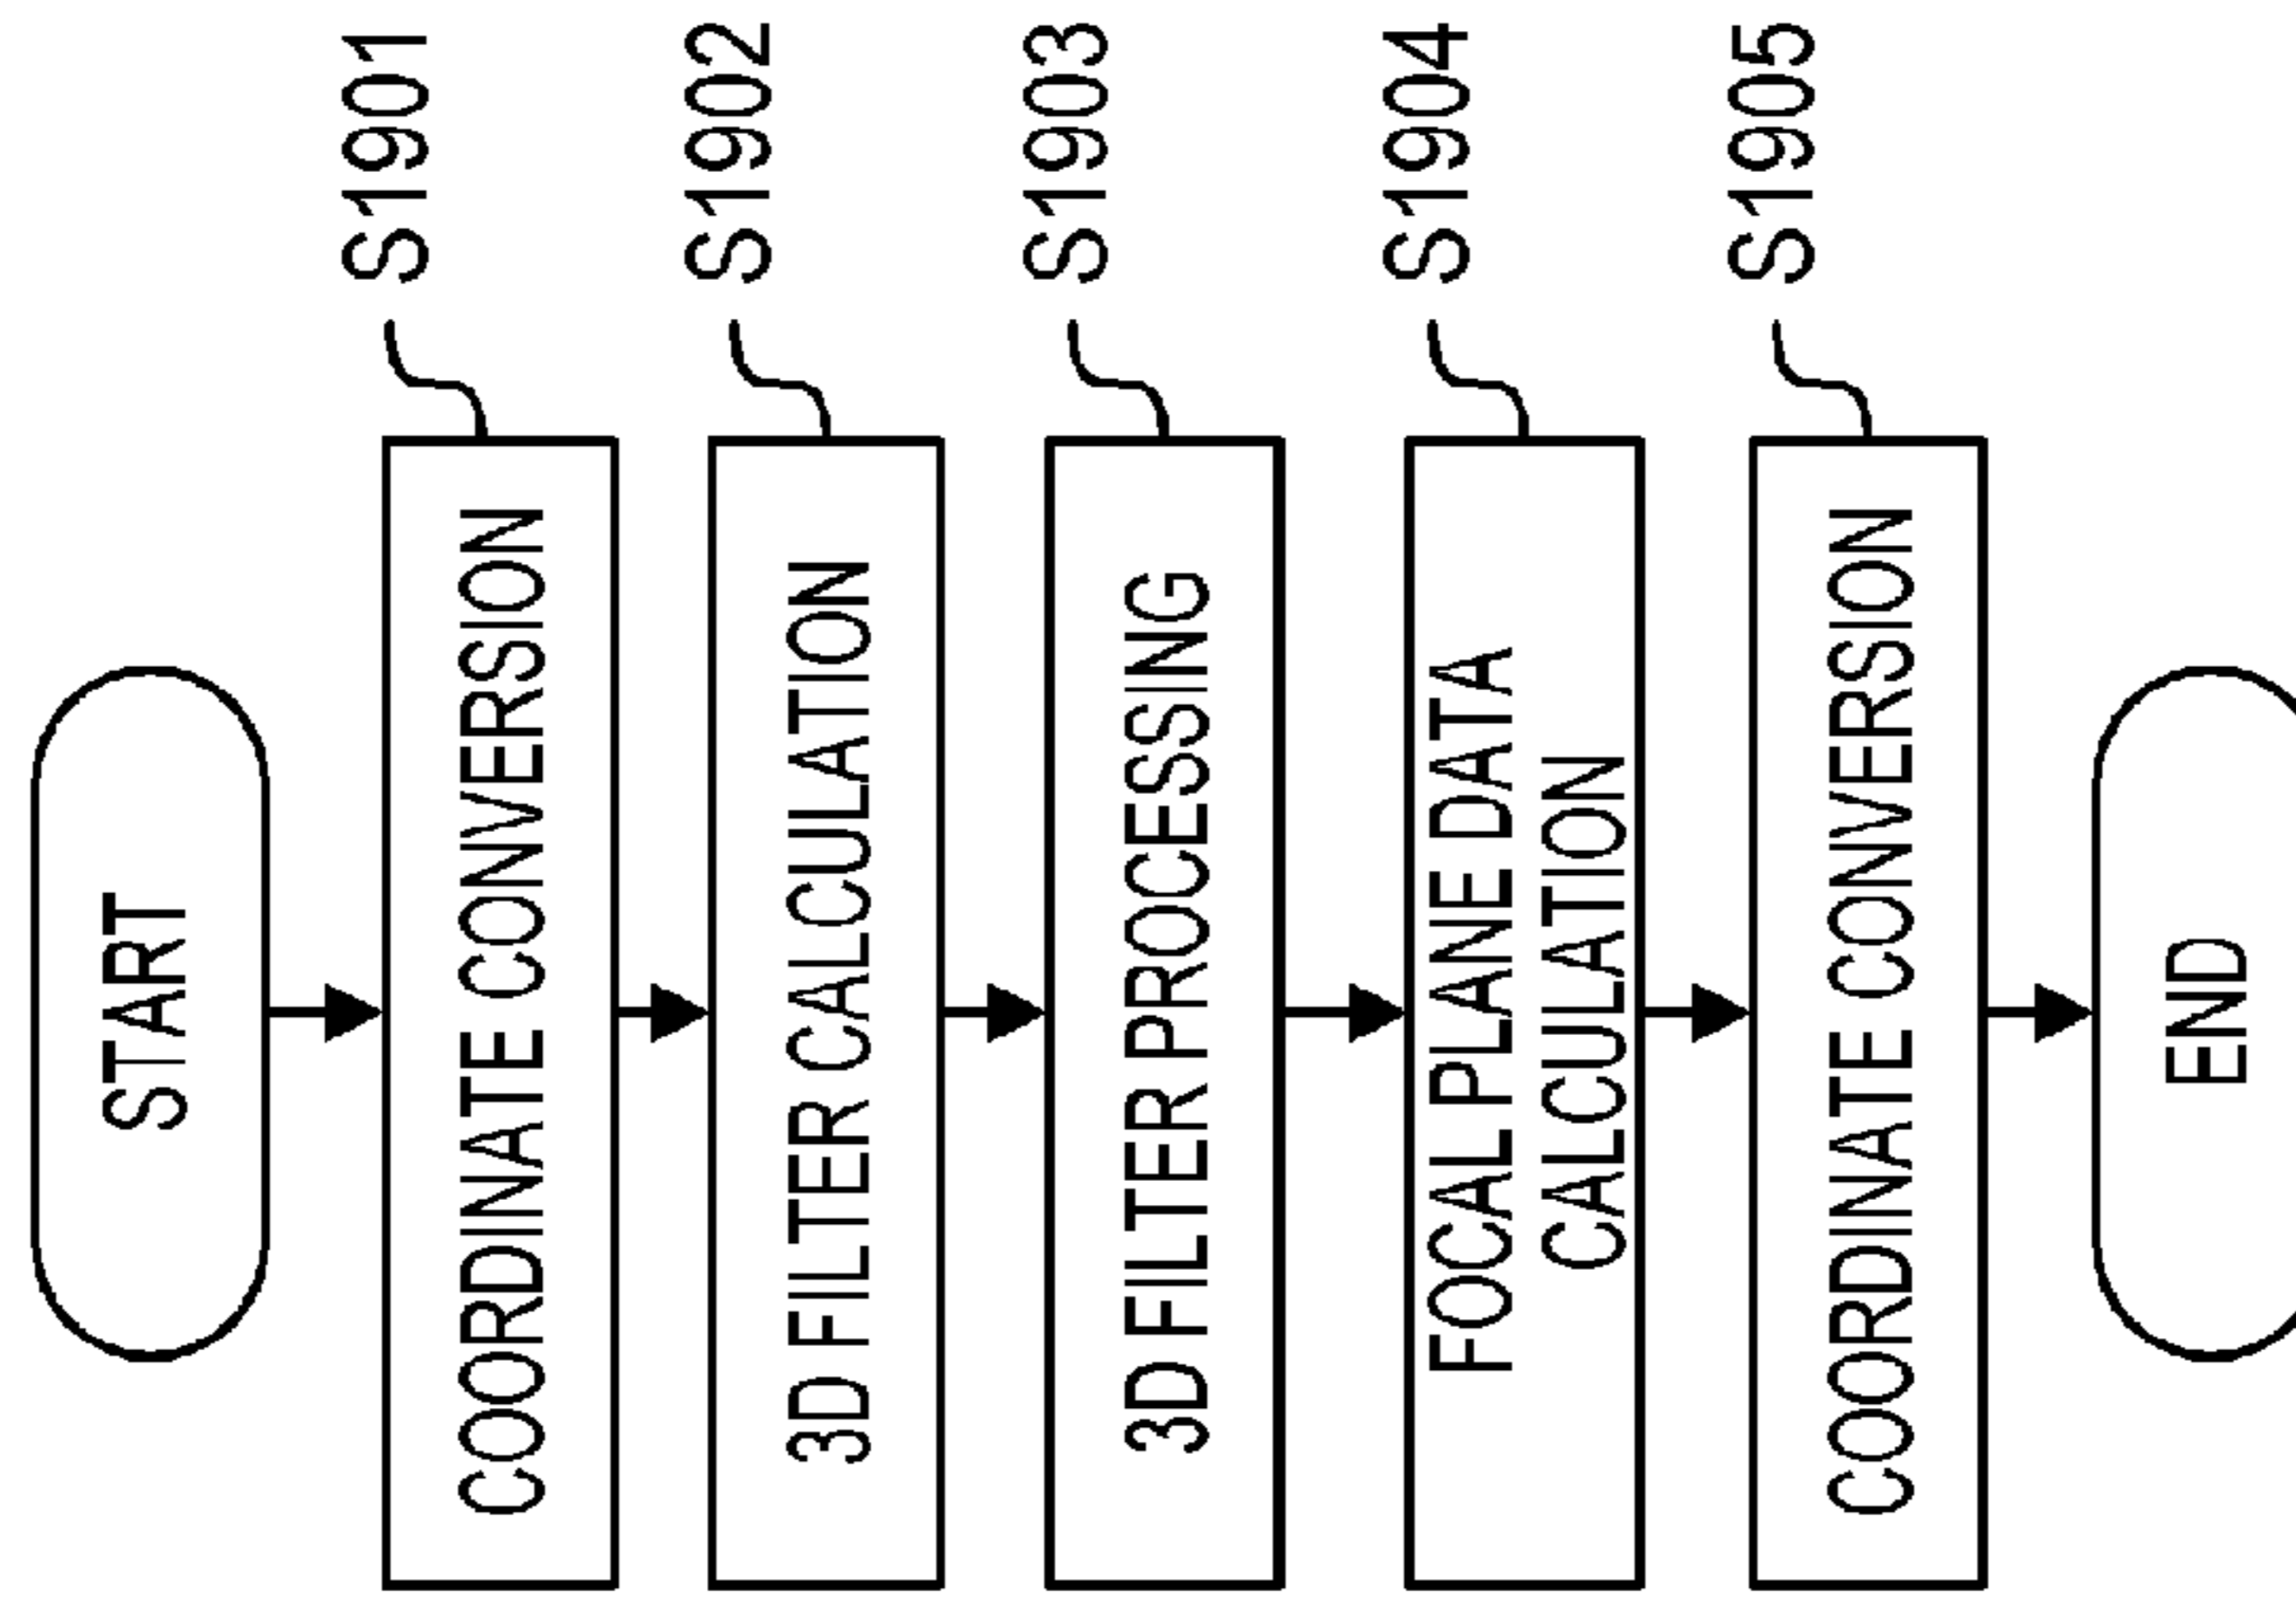 START
COORDINATE CONVERSION
S1901
3D FILTER CALCULATION
S1902
3D FILTER PROCESSING
S1903
FOCAL PLANE DATA
CALCULATION
S1904
COORDINATE CONVERSION
S1905
END